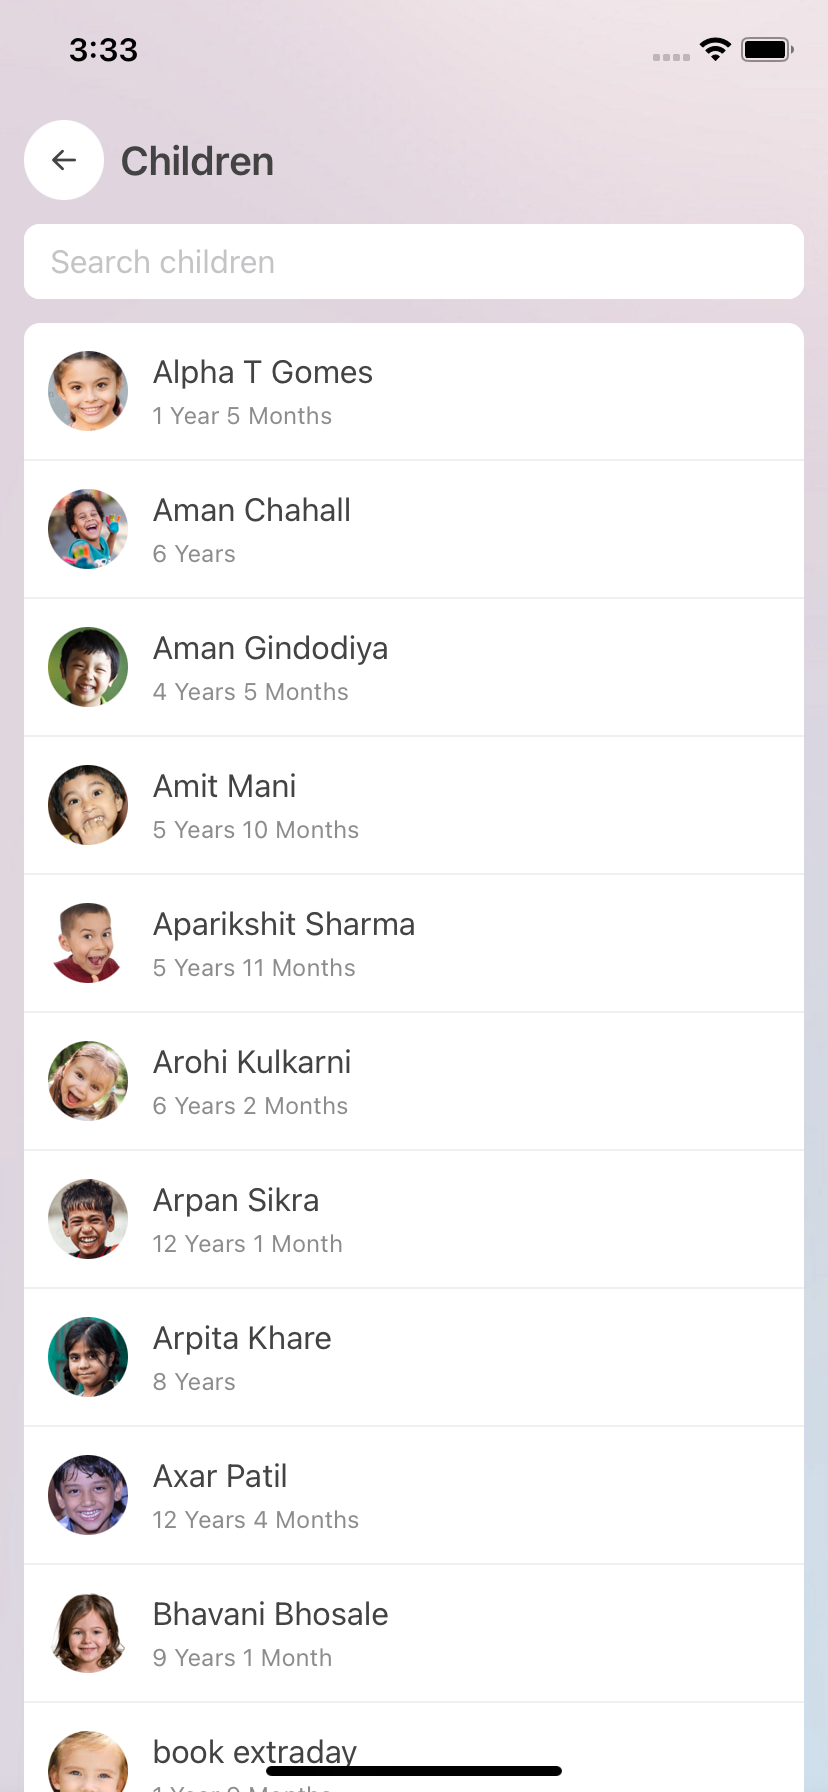 3:33
Children
Search children
Alpha T Gomes
1 Year 5 Months
Aman Chahall
6 Years
Aman Gindodiya
4 Years 5 Months
Amit Mani
5 Years 10 Months
Aparikshit Sharma
5 Years 11 Months
Arohi Kulkarni
6 Years 2 Months
Arpan Sikra
12 Years 1 Month
Arpita Khare
8 Years
Axar Patil
12 Years 4 Months
Bhavani Bhosale
9 Years 1 Month
book extraday